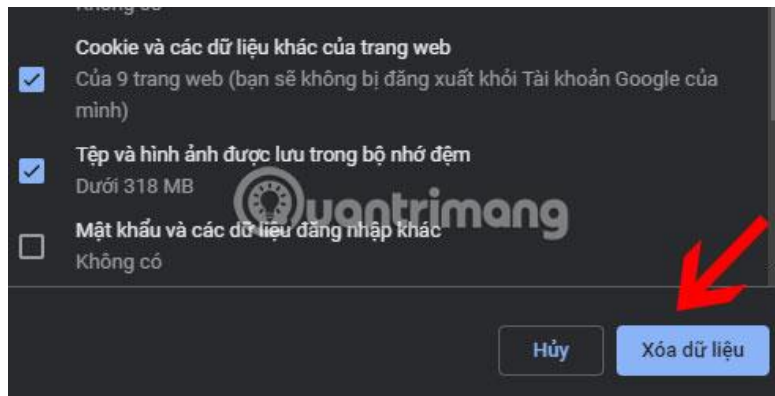 Không có
Cookie và các dữ liệu khác của trang web
Của 9 trang web (bạn sẽ không bị đăng xuất khỏi Tài khoản Google của
mình)
Tệp và hình ảnh được lưu trong bộ nhớ đệm
Dưới 318 MB
Quantrimang
Mật khẩu và các dữ liệu đăng nhập khác
Không có
Hủy
Xóa dữ liệu